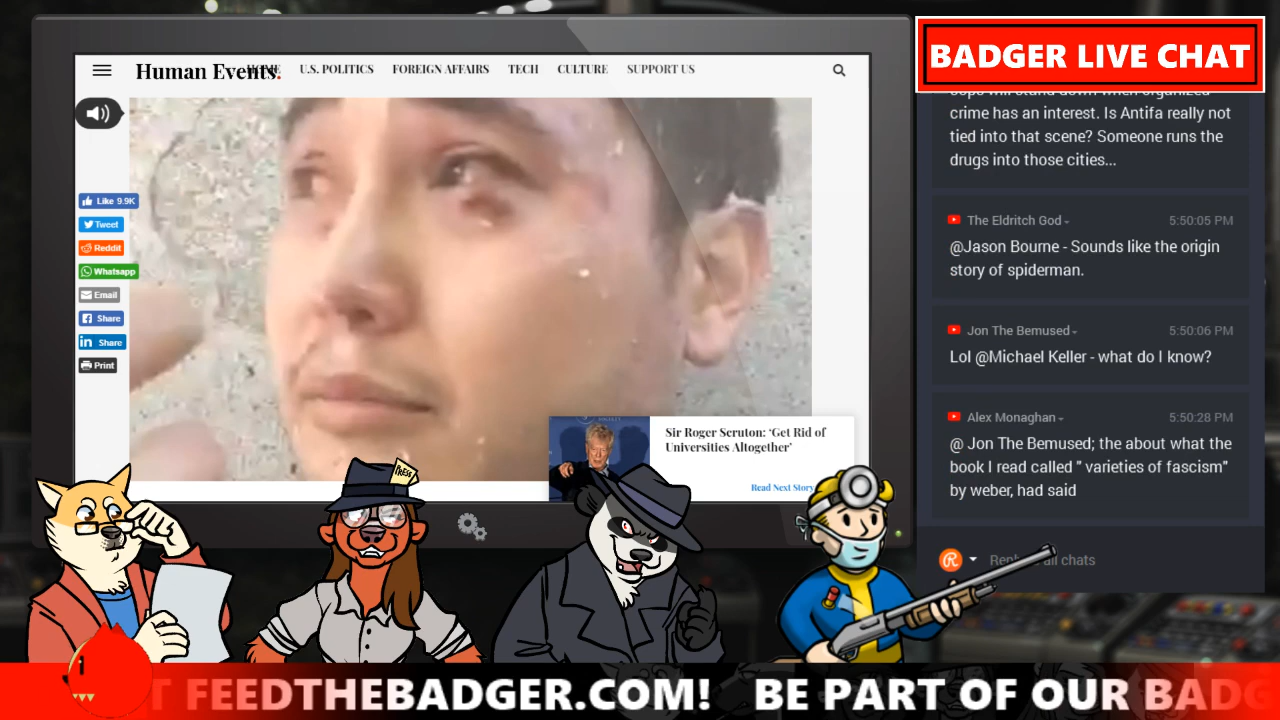 Human Events.
HOME
U.S. POLITICS
FOREIGN AFFAIRS
TECH
CULTURE
SUPPORT US
Like 9.9K
Tweet
Reddit
Whatsapp
Email
Share
Share
Print
Sir Roger Scruton: ‘Get Rid of
Universities Altogether’
Read Next Story
PRESS
BADGER LIVE CHAT
crime has an interest. Is Antifa really not
tied into that scene? Someone runs the
drugs into those cities...
The Eldritch God
5:50:05 PM
@Jason Bourne - Sounds like the origin
story of spiderman.
Jon The Bemused
5:50:06 PM
Lol @Michael Keller - what do I know?
Alex Monaghan
5:50:28 PM
@ Jon The Bemused; the about what the
book I read called " varieties of fascism"
by weber, had said
all chats
T FEEDTHEBADGER.COM! BE PART OF OUR BADG